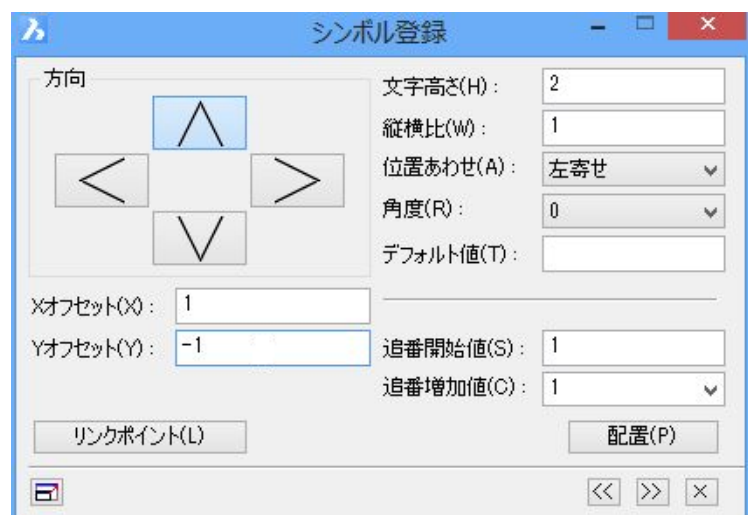 シンボル登録
方向
文字高さ(H): 2
縦横比(W): 1
位置あわせ(A): 左寄せ
角度(R): 0
デフォルト値(T):
Xオフセット(X): 1
Yオフセット(Y): -1
追番開始値(S): 1
追番増加値(C): 1
リンクポイント(L)
配置(P)